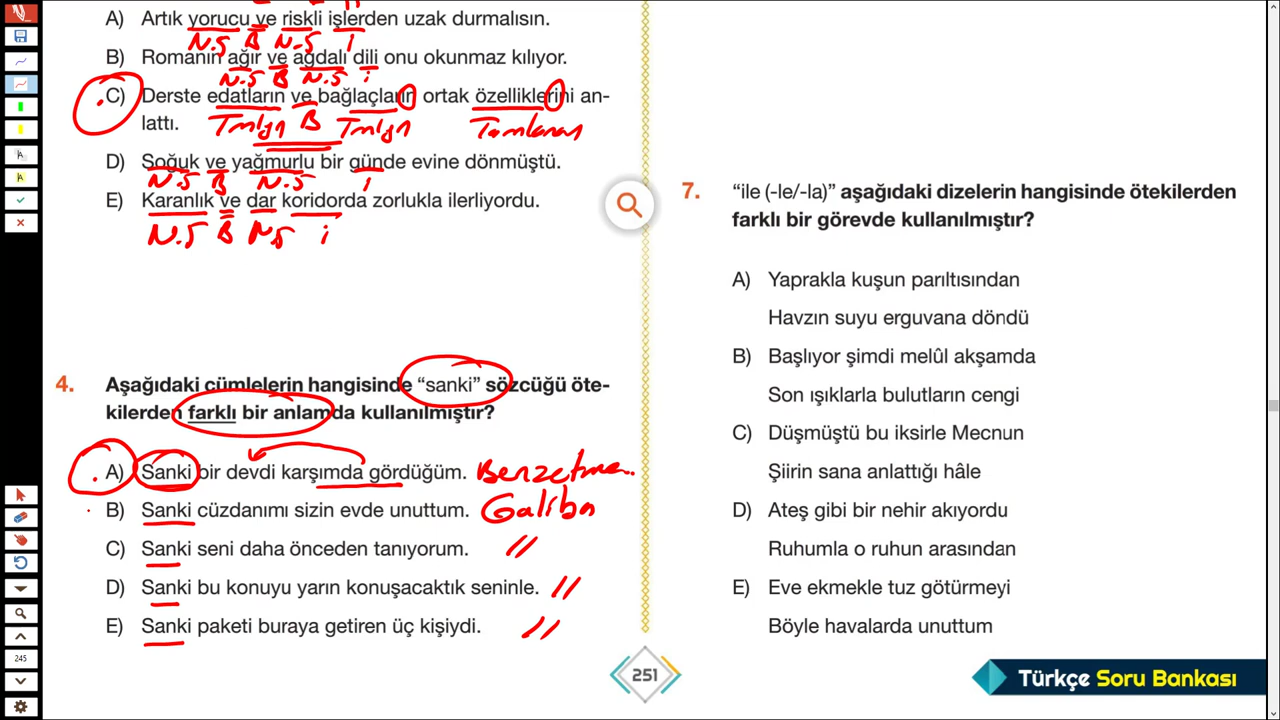 A) Artık yorucu ve riskli işlerden uzak durmalısın.
N.S B N.S İ
B) Romanın ağır ve ağdalı dili onu okunmaz kılıyor.
N.S B N.S i
C) Derste edatların ve bağlaçların ortak özelliklerini an-
lattı.
Tmlyn B Tmlyn Tamlanan
D) Soğuk ve yağmurlu bir günde evine dönmüştü.
N.S B N.S İ
E) Karanlık ve dar koridorda zorlukla ilerliyordu.
N.S B N.S i
4. Aşağıdaki cümlelerin hangisinde “sanki” sözcüğü öte-
kilerden farklı bir anlamda kullanılmıştır?
A) Sanki bir devdi karşımda gördüğüm. Benzetme..
B) Sanki cüzdanımı sizin evde unuttum. Galiba
C) Sanki seni daha önceden tanıyorum. //
D) Sanki bu konuyu yarın konuşacaktık seninle. //
E) Sanki paketi buraya getiren üç kişiydi. //
7. “ile (-le/-la)” aşağıdaki dizelerin hangisinde ötekilerden
farklı bir görevde kullanılmıştır?
A) Yaprakla kuşun parıltısından
Havzın suyu erguvana döndü
B) Başlıyor şimdi melûl akşamda
Son ışıklarla bulutların cengi
C) Düşmüştü bu iksirle Mecnun
Şiirin sana anlattığı hâle
D) Ateş gibi bir nehir akıyordu
Ruhumla o ruhun arasından
E) Eve ekmekle tuz götürmeyi
Böyle havalarda unuttum
251
Türkçe Soru Bankası
245